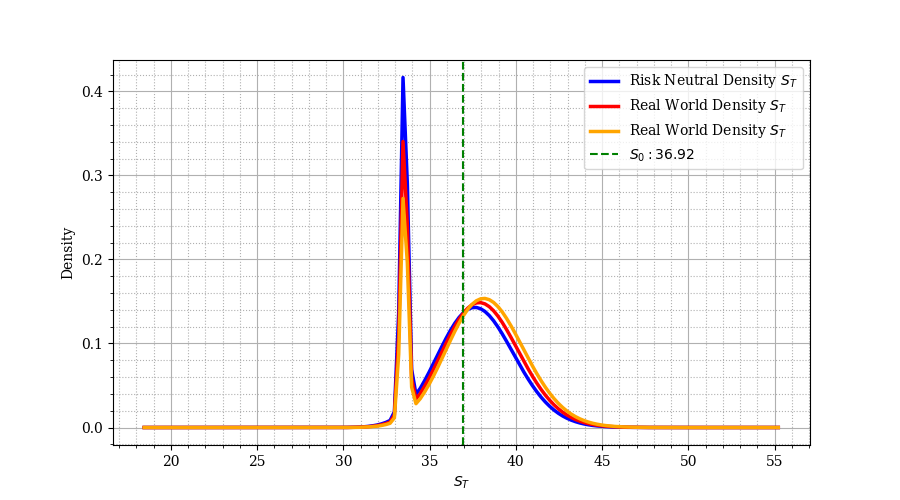 Risk Neutral Density S_T
Real World Density S_T
Real World Density S_T
S_0 : 36.92
0.4
0.3
0.2
0.1
0.0
Density
20 25 30 35 40 45 50 55
S_T